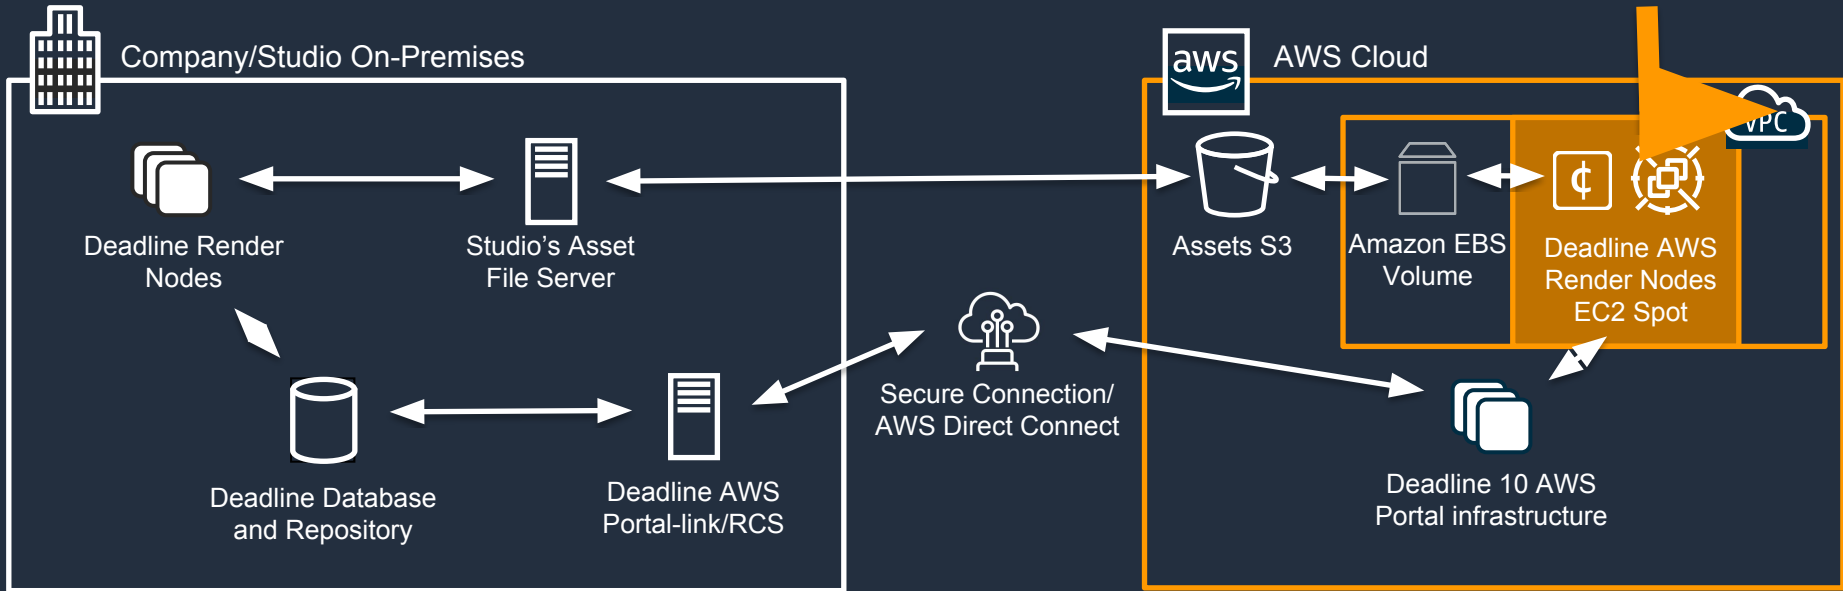 Company/Studio On-Premises
aws
AWS Cloud
VPC
Deadline Render
Nodes
Studio's Asset
File Server
Assets S3
Amazon EBS
Volume
¢
Deadline AWS
Render Nodes
EC2 Spot
Secure Connection/
AWS Direct Connect
Deadline Database
and Repository
Deadline AWS
Portal-link/RCS
Deadline 10 AWS
Portal infrastructure